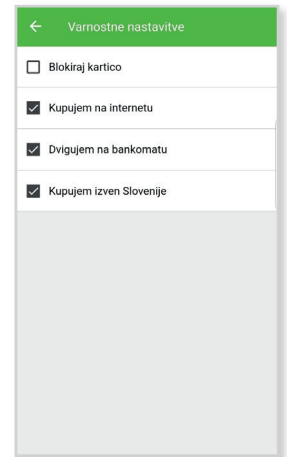 Varnostne nastavitve
Blokiraj kartico
Kupujem na internetu
Dvigujem na bankomatu
Kupujem izven Slovenije